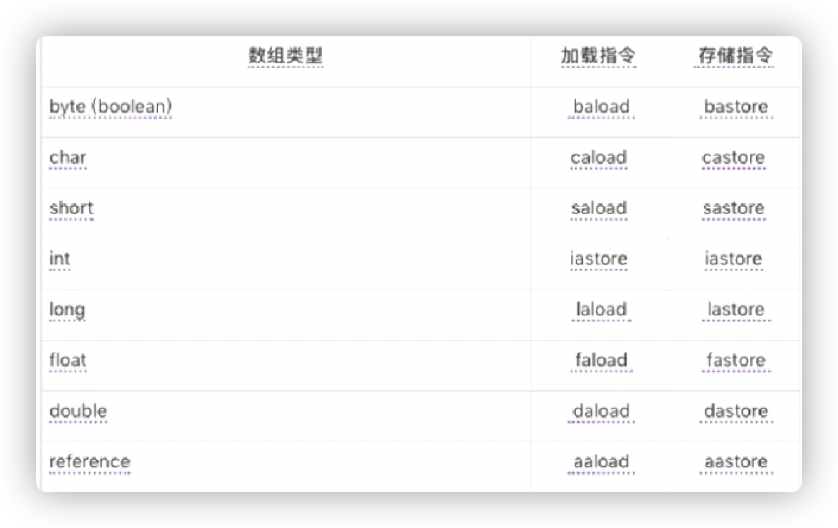 数组类型 加载指令 存储指令
byte (boolean) baload bastore
char caload castore
short saload sastore
int iastore iastore
long laload lastore
float faload fastore
double daload dastore
reference aaload aastore